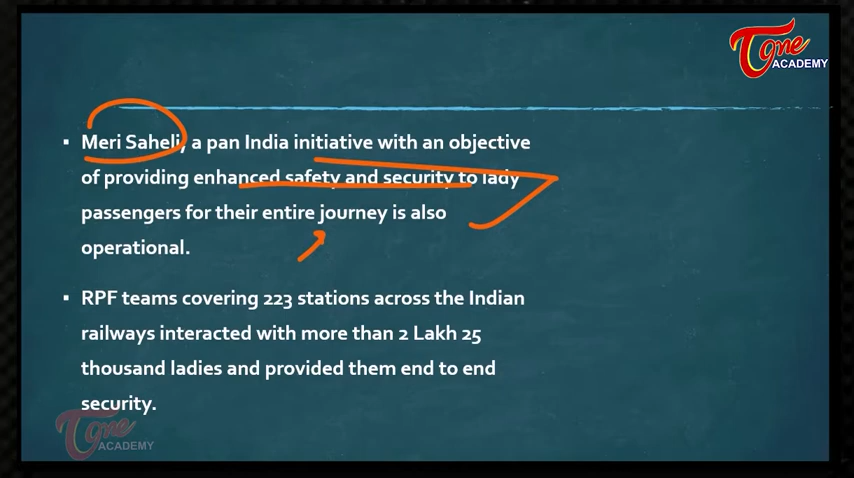 Tone
ACADEMY
▪ Meri Saheli, a pan India initiative with an objective
of providing enhanced safety and security to lady
passengers for their entire journey is also
operational.
▪ RPF teams covering 223 stations across the Indian
railways interacted with more than 2 Lakh 25
thousand ladies and provided them end to end
security.
Tone
ACADEMY